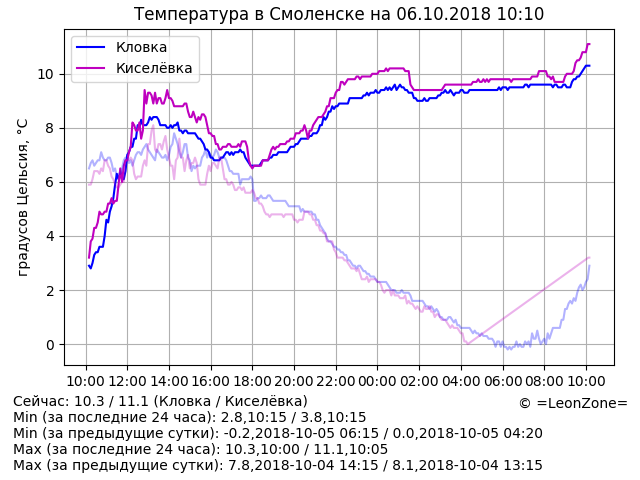 Температура в Смоленске на 06.10.2018 10:10
Кловка
Киселёвка
градусов Цельсия, °C
10
8
6
4
2
0
10:00 12:00 14:00 16:00 18:00 20:00 22:00 00:00 02:00 04:00 06:00 08:00 10:00
Сейчас: 10.3 / 11.1 (Кловка / Киселёвка)
© =LeonZone=
Min (за последние 24 часа): 2.8,10:15 / 3.8,10:15
Min (за предыдущие сутки): -0.2,2018-10-05 06:15 / 0.0,2018-10-05 04:20
Max (за последние 24 часа): 10.3,10:00 / 11.1,10:05
Max (за предыдущие сутки): 7.8,2018-10-04 14:15 / 8.1,2018-10-04 13:15